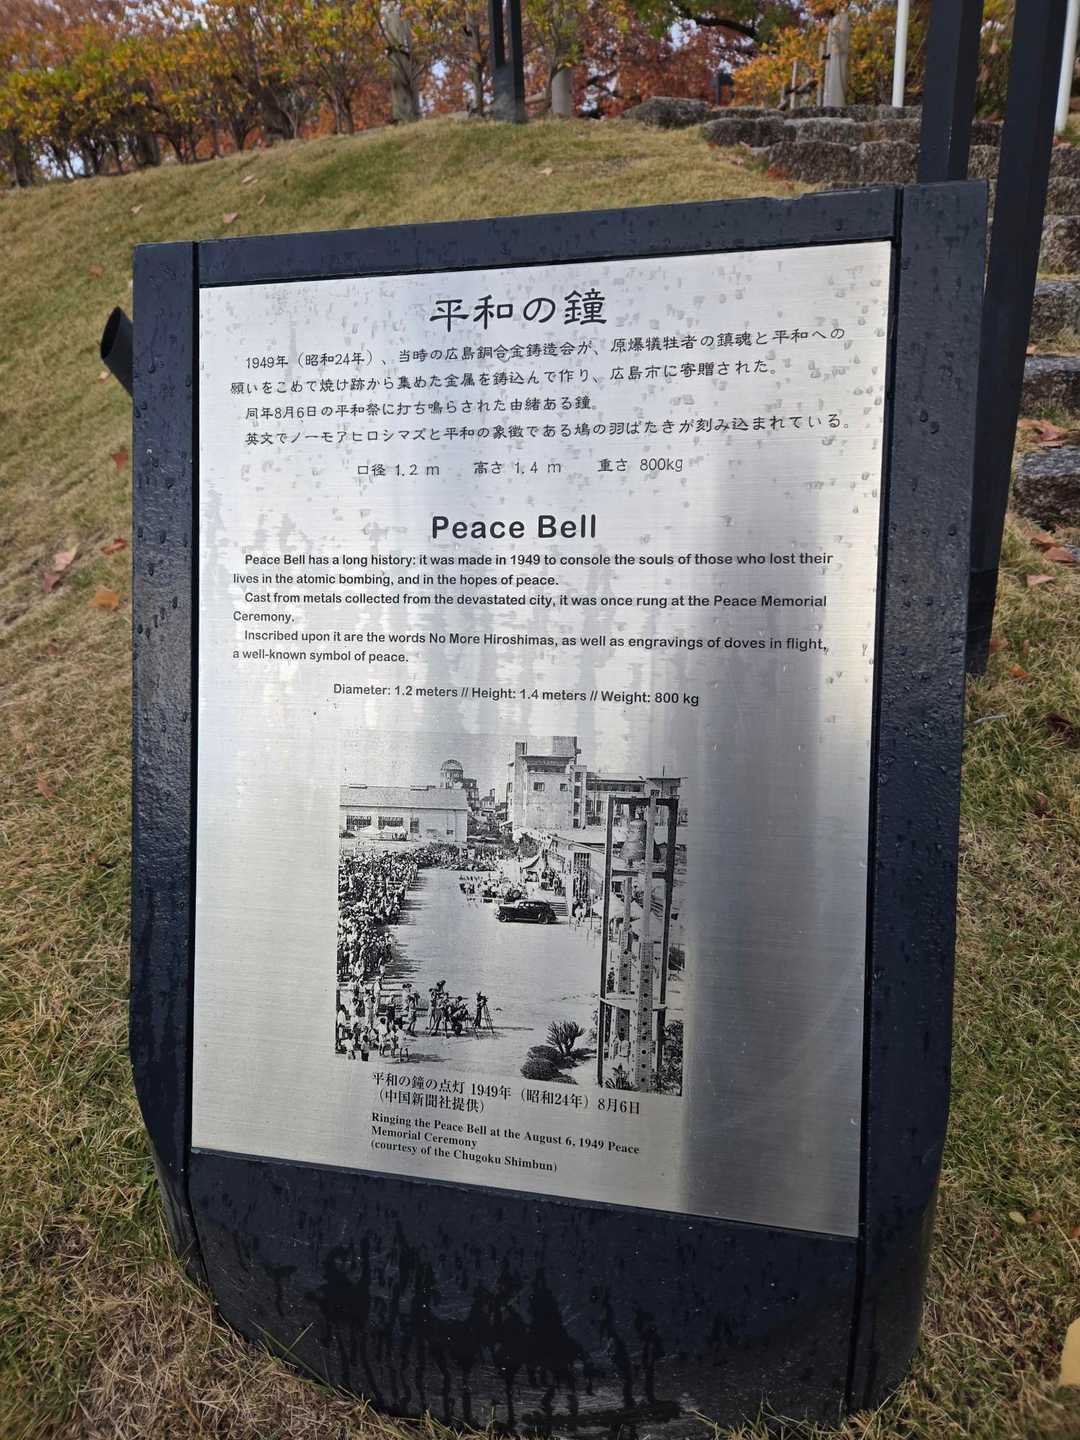 平和の鐘
1949年（昭和24年）、当時の広島銅合金鋳造会が、原爆犠牲者の鎮魂と平和への
願いをこめて焼け跡から集めた金属を鋳込んで作り、広島市に寄贈された。
同年8月6日の平和祭に打ち鳴らされた由緒ある鐘。
英文でノーモアヒロシマズと平和の象徴である鳩の羽ばたきが刻み込まれている。
口径 1.2 m 高さ 1.4 m 重さ 800kg
Peace Bell
Peace Bell has a long history: it was made in 1949 to console the souls of those who lost their
lives in the atomic bombing, and in the hopes of peace.
Cast from metals collected from the devastated city, it was once rung at the Peace Memorial
Ceremony.
Inscribed upon it are the words No More Hiroshimas, as well as engravings of doves in flight,
a well-known symbol of peace.
Diameter: 1.2 meters // Height: 1.4 meters // Weight: 800 kg
平和の鐘の点灯 1949年（昭和24年）8月6日
（中国新聞社提供）
Ringing the Peace Bell at the August 6, 1949 Peace
Memorial Ceremony
(courtesy of the Chugoku Shimbun)